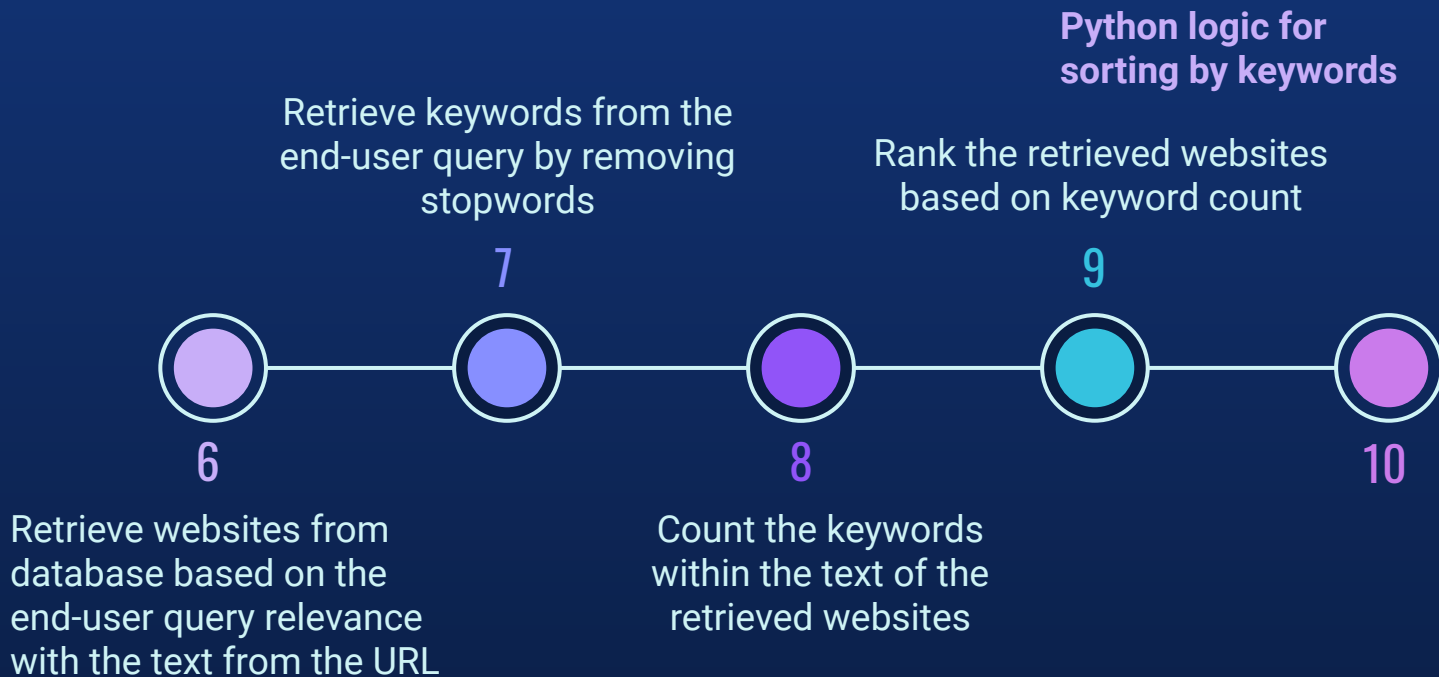 Python logic for
sorting by keywords
Retrieve keywords from the
end-user query by removing
stopwords
Rank the retrieved websites
based on keyword count
7
9
6
8
10
Retrieve websites from
database based on the
end-user query relevance
with the text from the URL
Count the keywords
within the text of the
retrieved websites